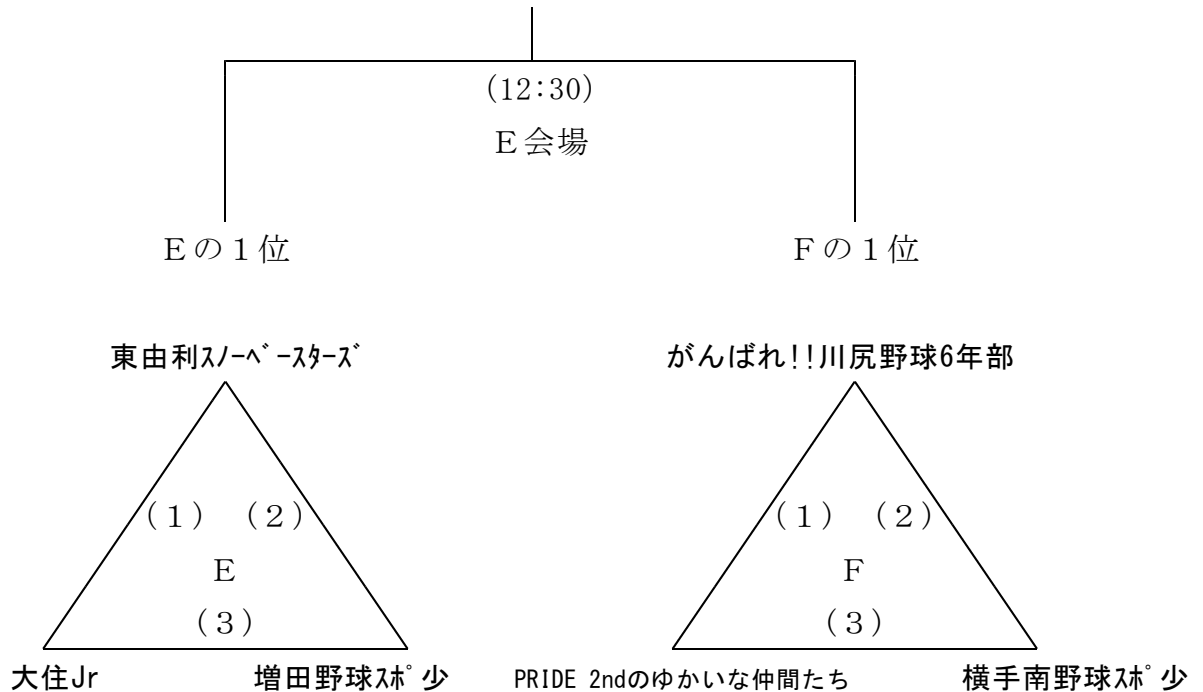 (12:30)
Ｅ会場
Ｅの１位
Ｆの１位
東由利ｽﾉｰﾍﾞｰｽﾀｰｽﾞ
がんばれ!!川尻野球6年部
（１）（２）
Ｅ
（３）
（１）（２）
Ｆ
（３）
大住Jr
増田野球ｽﾎﾟ少
PRIDE 2ndのゆかいな仲間たち
横手南野球ｽﾎﾟ少